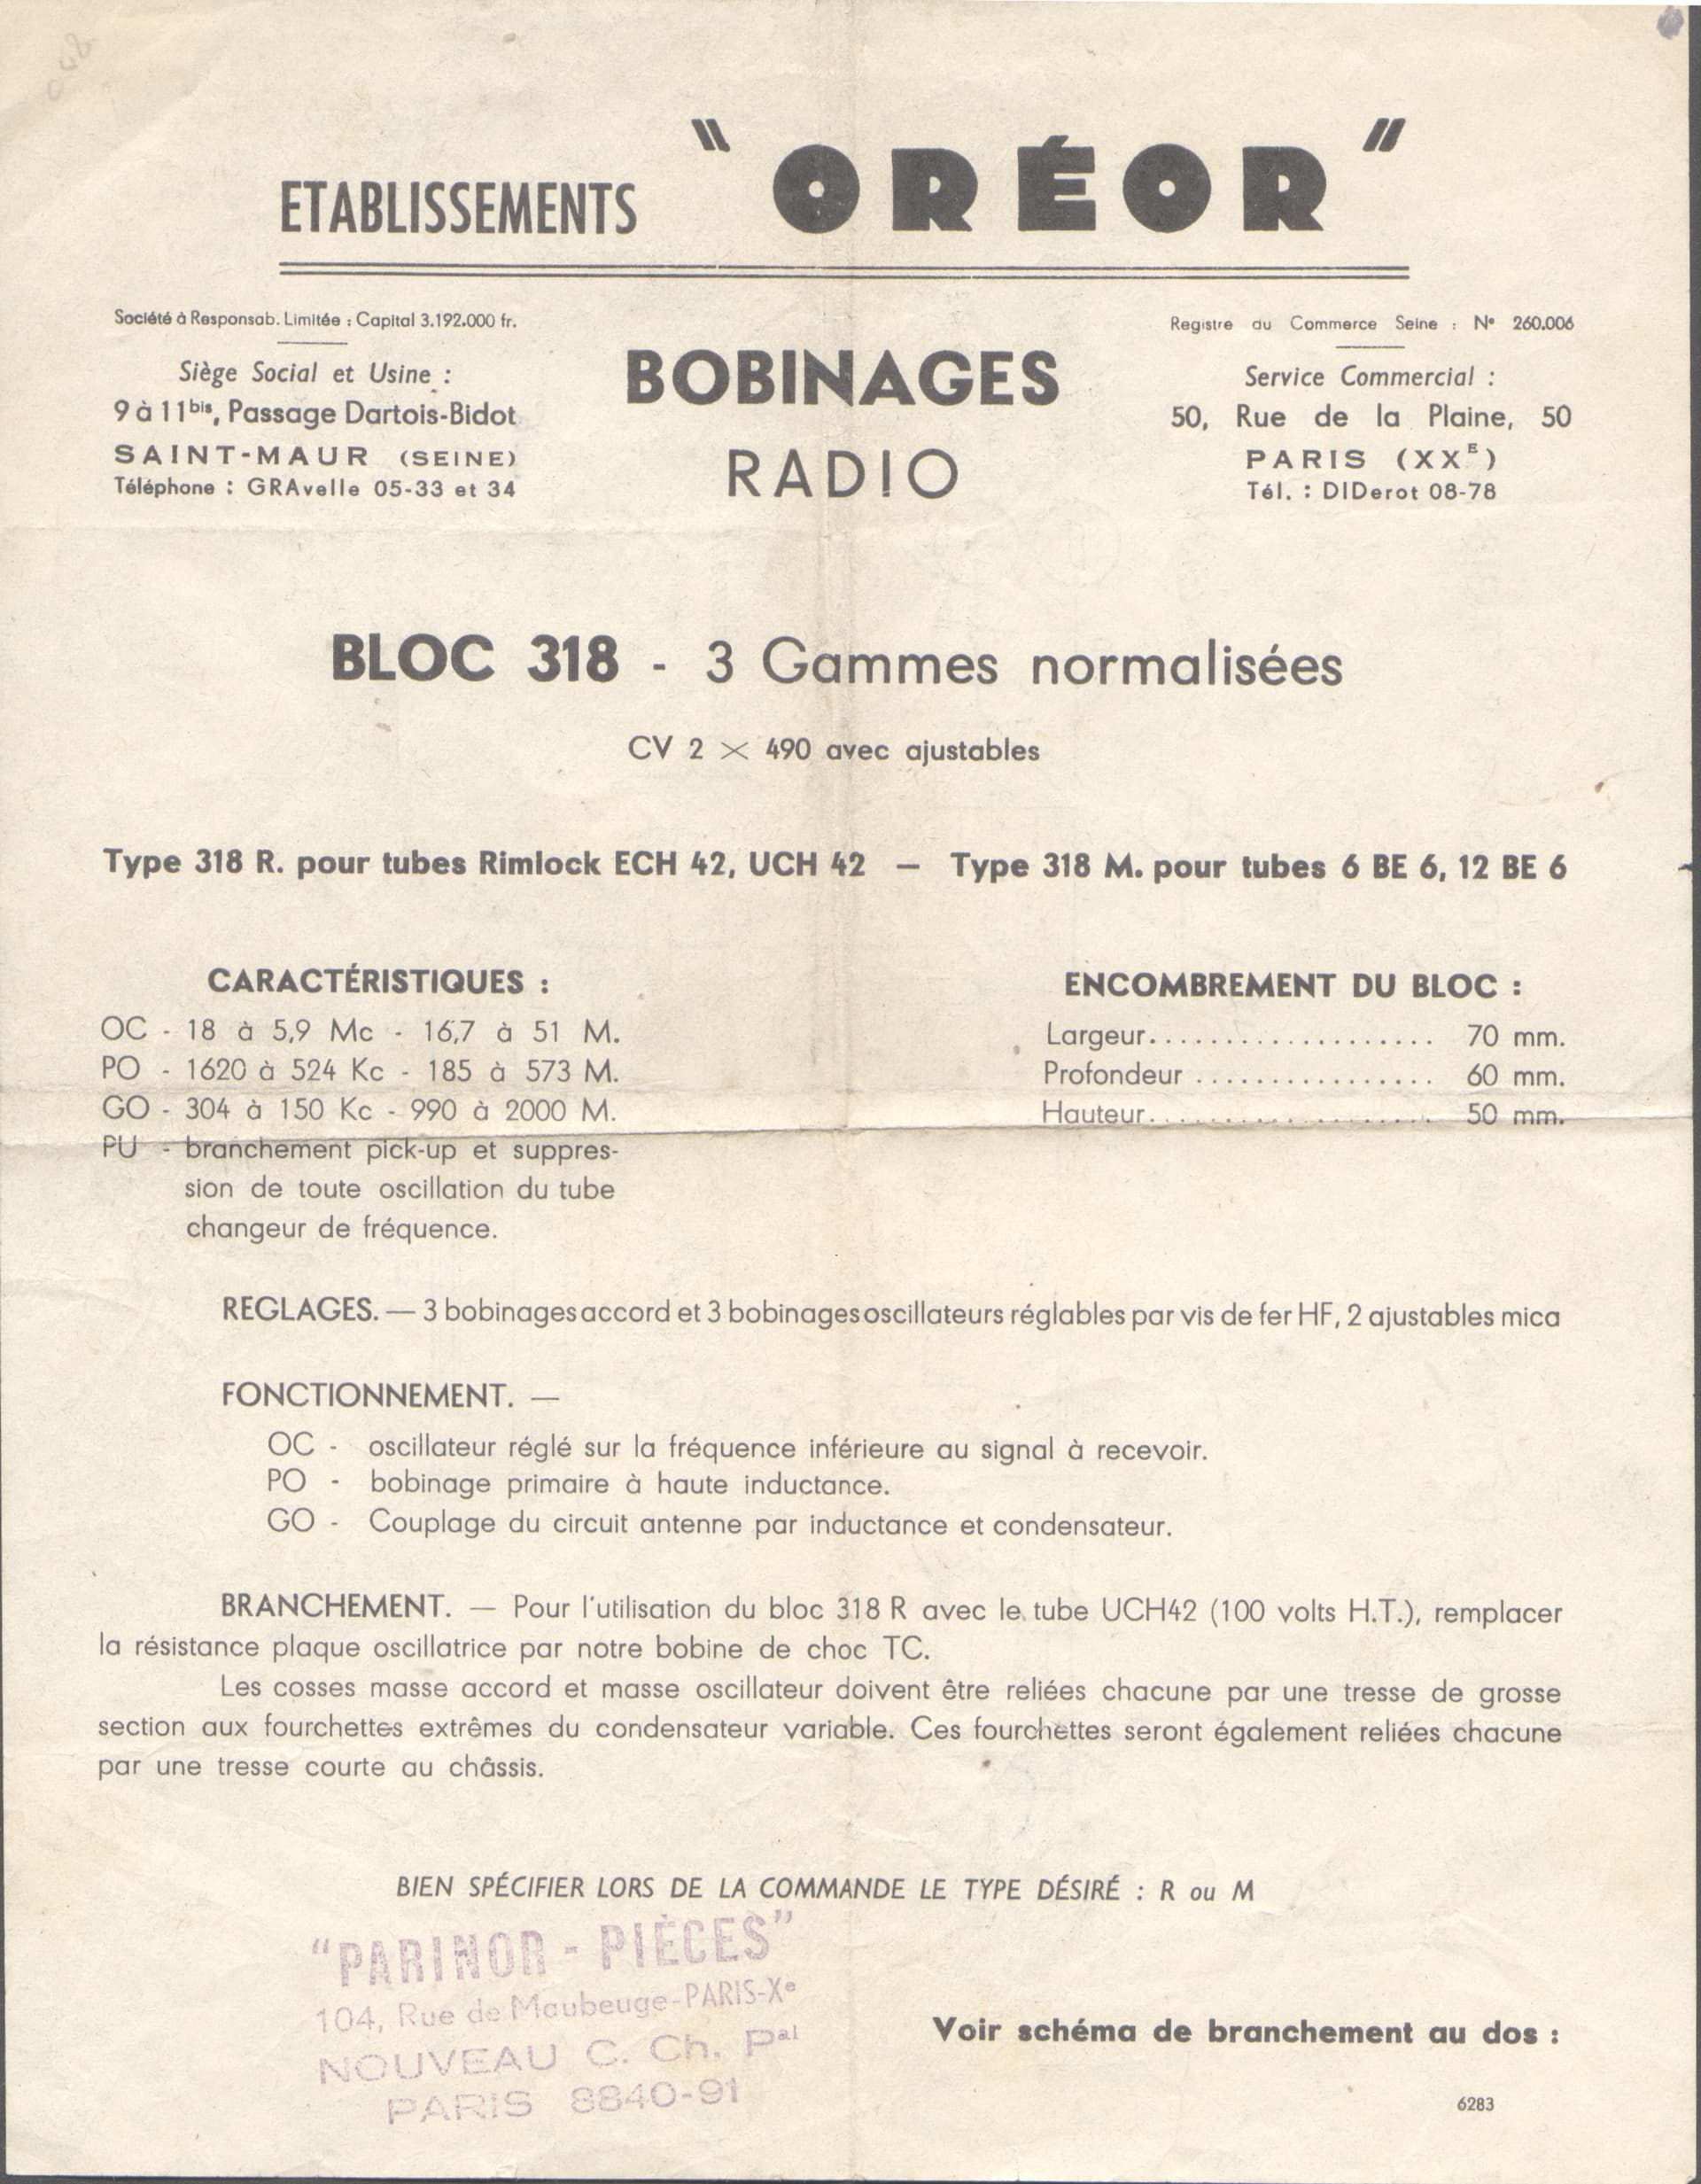 ETABLISSEMENTS "ORÉOR"
Société à Responsab. Limitée : Capital 3.192.000 fr.
Siège Social et Usine :
9 à 11bis, Passage Dartois-Bidot
SAINT-MAUR (SEINE)
Téléphone : GRAvelle 05-33 et 34
BOBINAGES
RADIO
Registre du Commerce Seine : N° 260.006
Service Commercial :
50, Rue de la Plaine, 50
PARIS (XXE)
Tél. : DIDerot 08-78
BLOC 318 - 3 Gammes normalisées
CV 2 × 490 avec ajustables
Type 318 R. pour tubes Rimlock ECH 42, UCH 42 — Type 318 M. pour tubes 6 BE 6, 12 BE 6
CARACTÉRISTIQUES :
OC - 18 à 5,9 Mc - 16,7 à 51 M.
PO - 1620 à 524 Kc - 185 à 573 M.
GO - 304 à 150 Kc - 990 à 2000 M.
PU - branchement pick-up et suppres-
sion de toute oscillation du tube
changeur de fréquence.
ENCOMBREMENT DU BLOC :
Largeur................... 70 mm.
Profondeur ................ 60 mm.
Hauteur................... 50 mm.
REGLAGES. — 3 bobinages accord et 3 bobinages oscillateurs réglables par vis de fer HF, 2 ajustables mica
FONCTIONNEMENT. —
OC - oscillateur réglé sur la fréquence inférieure au signal à recevoir.
PO - bobinage primaire à haute inductance.
GO - Couplage du circuit antenne par inductance et condensateur.
BRANCHEMENT. — Pour l'utilisation du bloc 318 R avec le tube UCH42 (100 volts H.T.), remplacer
la résistance plaque oscillatrice par notre bobine de choc TC.
Les cosses masse accord et masse oscillateur doivent être reliées chacune par une tresse de grosse
section aux fourchettes extrêmes du condensateur variable. Ces fourchettes seront également reliées chacune
par une tresse courte au châssis.
BIEN SPÉCIFIER LORS DE LA COMMANDE LE TYPE DÉSIRÉ : R ou M
"PARINOR - PIÈCES"
104, Rue de Maubeuge-PARIS-Xe
NOUVEAU C. Ch. Pal
PARIS 8840-91
Voir schéma de branchement au dos :
6283